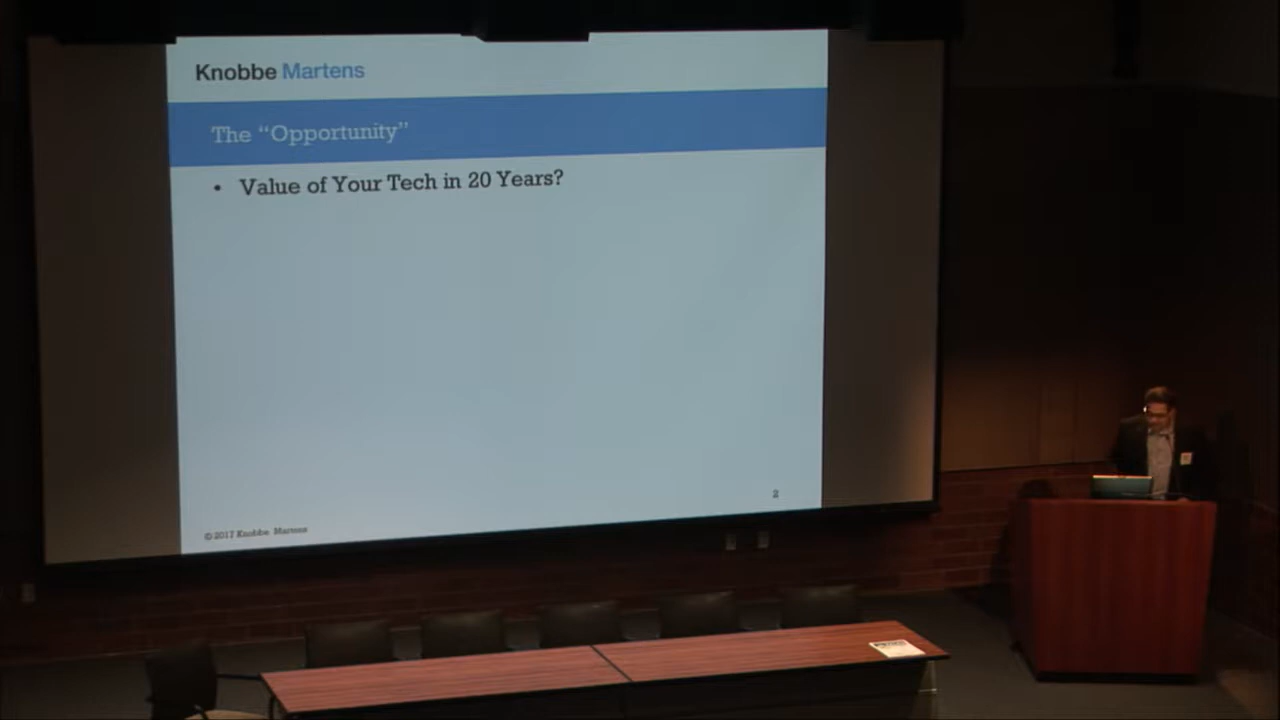 Knobbe Martens
The “Opportunity”
• Value of Your Tech in 20 Years?
2
© 2017 Knobbe Martens